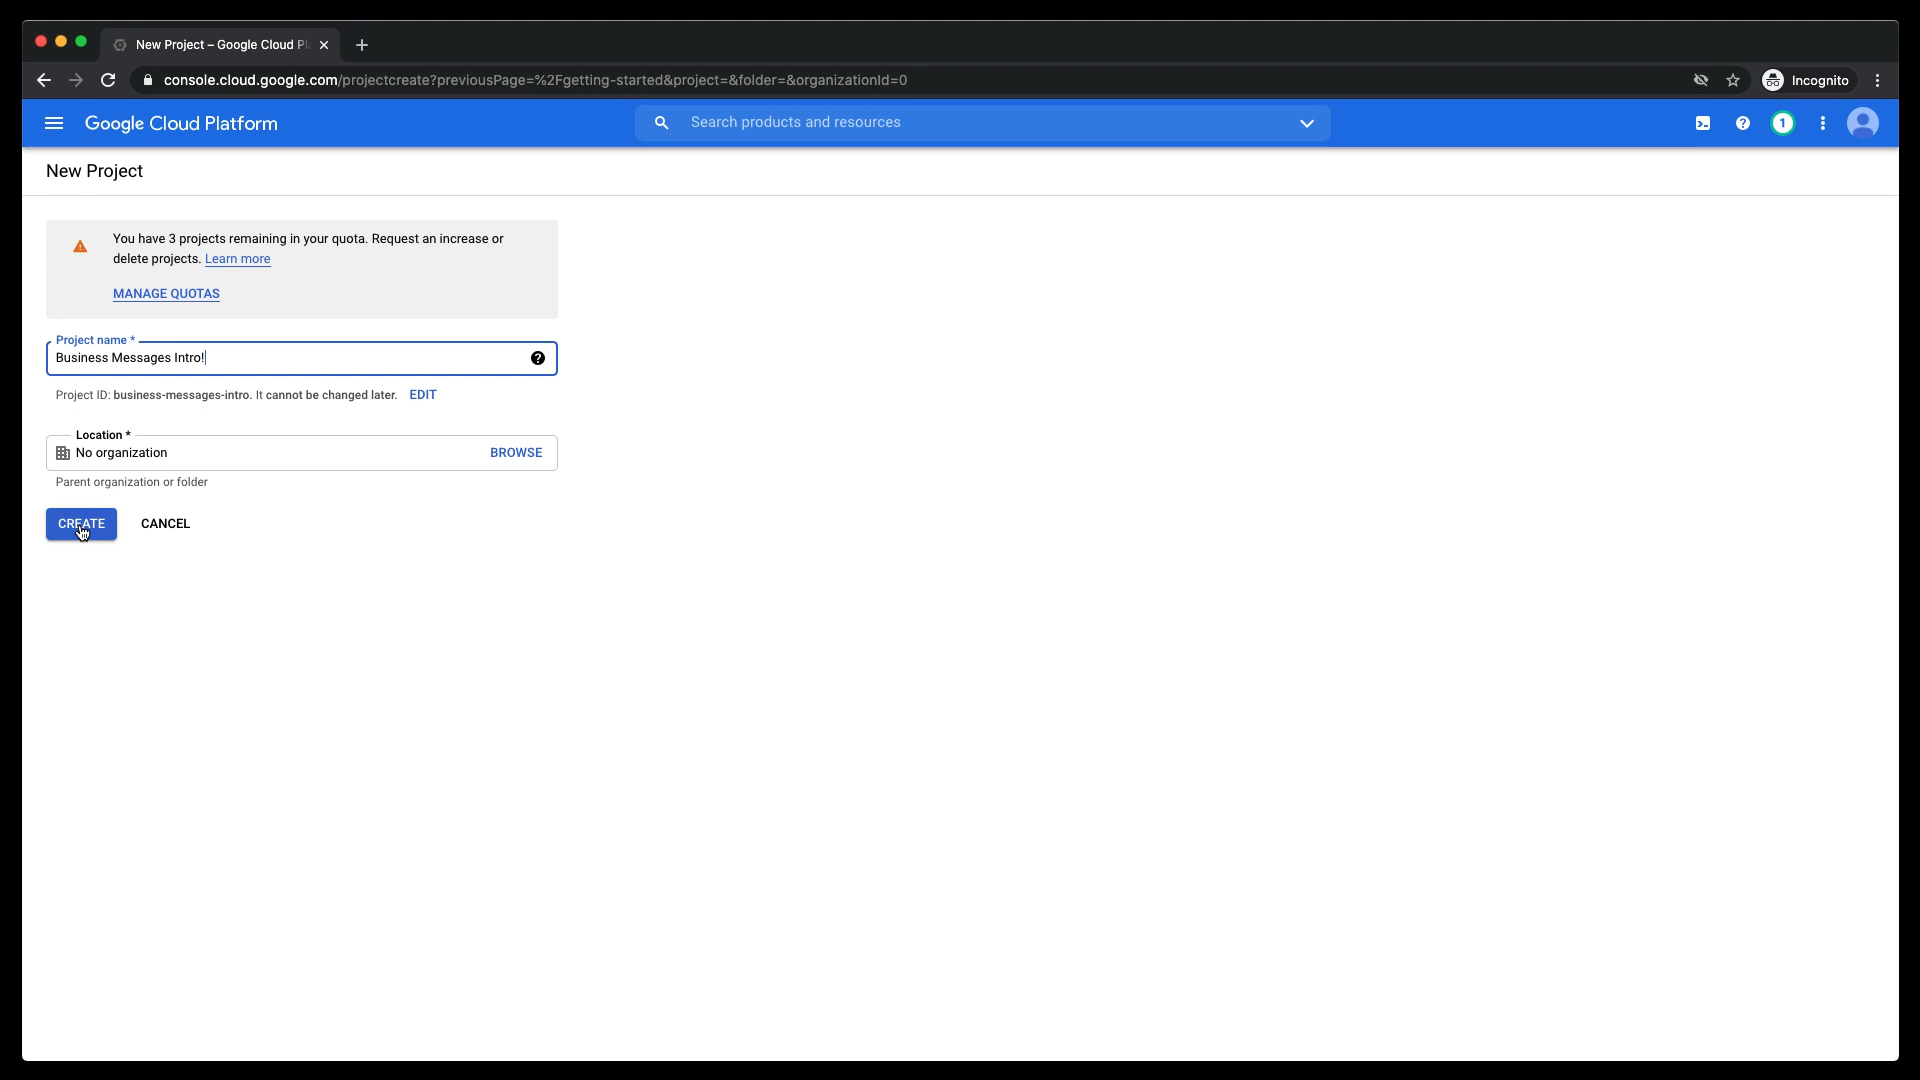 New Project – Google Cloud Pl
console.cloud.google.com/projectcreate?previousPage=%2Fgetting-started&project=&folder=&organizationId=0
Incognito
Google Cloud Platform
Search products and resources
1
New Project
You have 3 projects remaining in your quota. Request an increase or
delete projects. Learn more
MANAGE QUOTAS
Project name *
Business Messages Intro!
Project ID: business-messages-intro. It cannot be changed later. EDIT
Location *
No organization
BROWSE
Parent organization or folder
CREATE
CANCEL